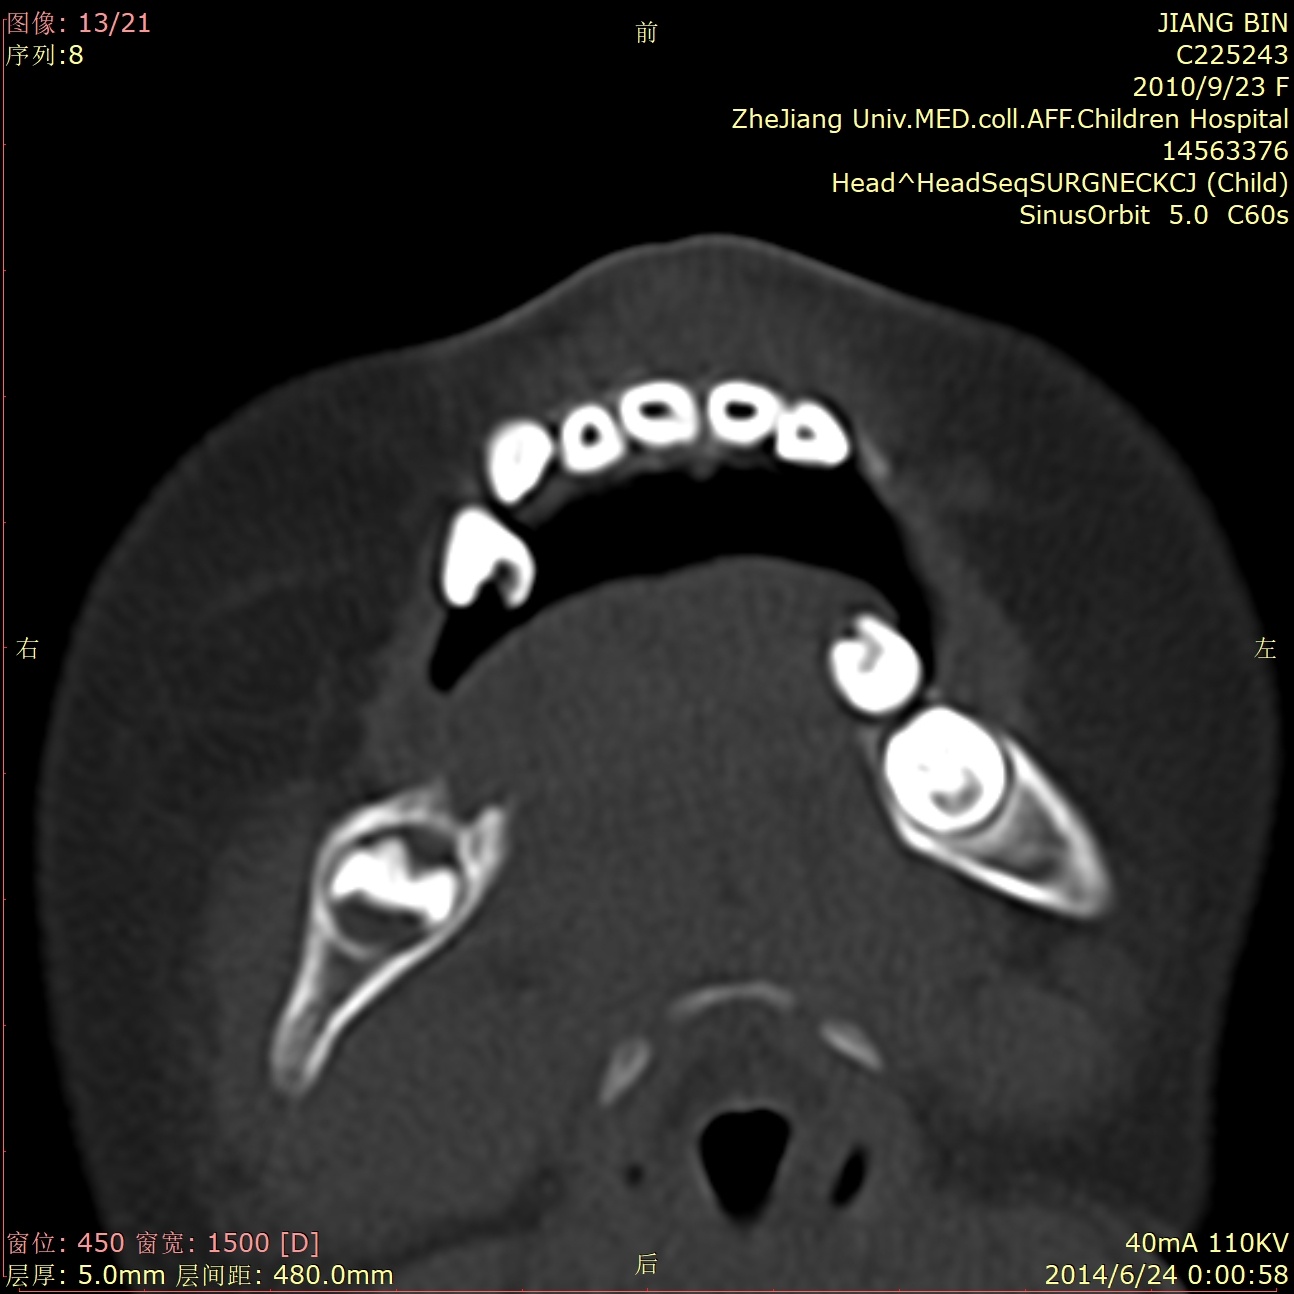 图像: 13/21
序列:8
前
JIANG BIN
C225243
2010/9/23 F
ZheJiang Univ.MED.coll.AFF.Children Hospital
14563376
Head^HeadSeqSURGNECKCJ (Child)
SinusOrbit 5.0 C60s
右
左
窗位: 450 窗宽: 1500 [D]
层厚: 5.0mm 层间距: 480.0mm
后
40mA 110KV
2014/6/24 0:00:58